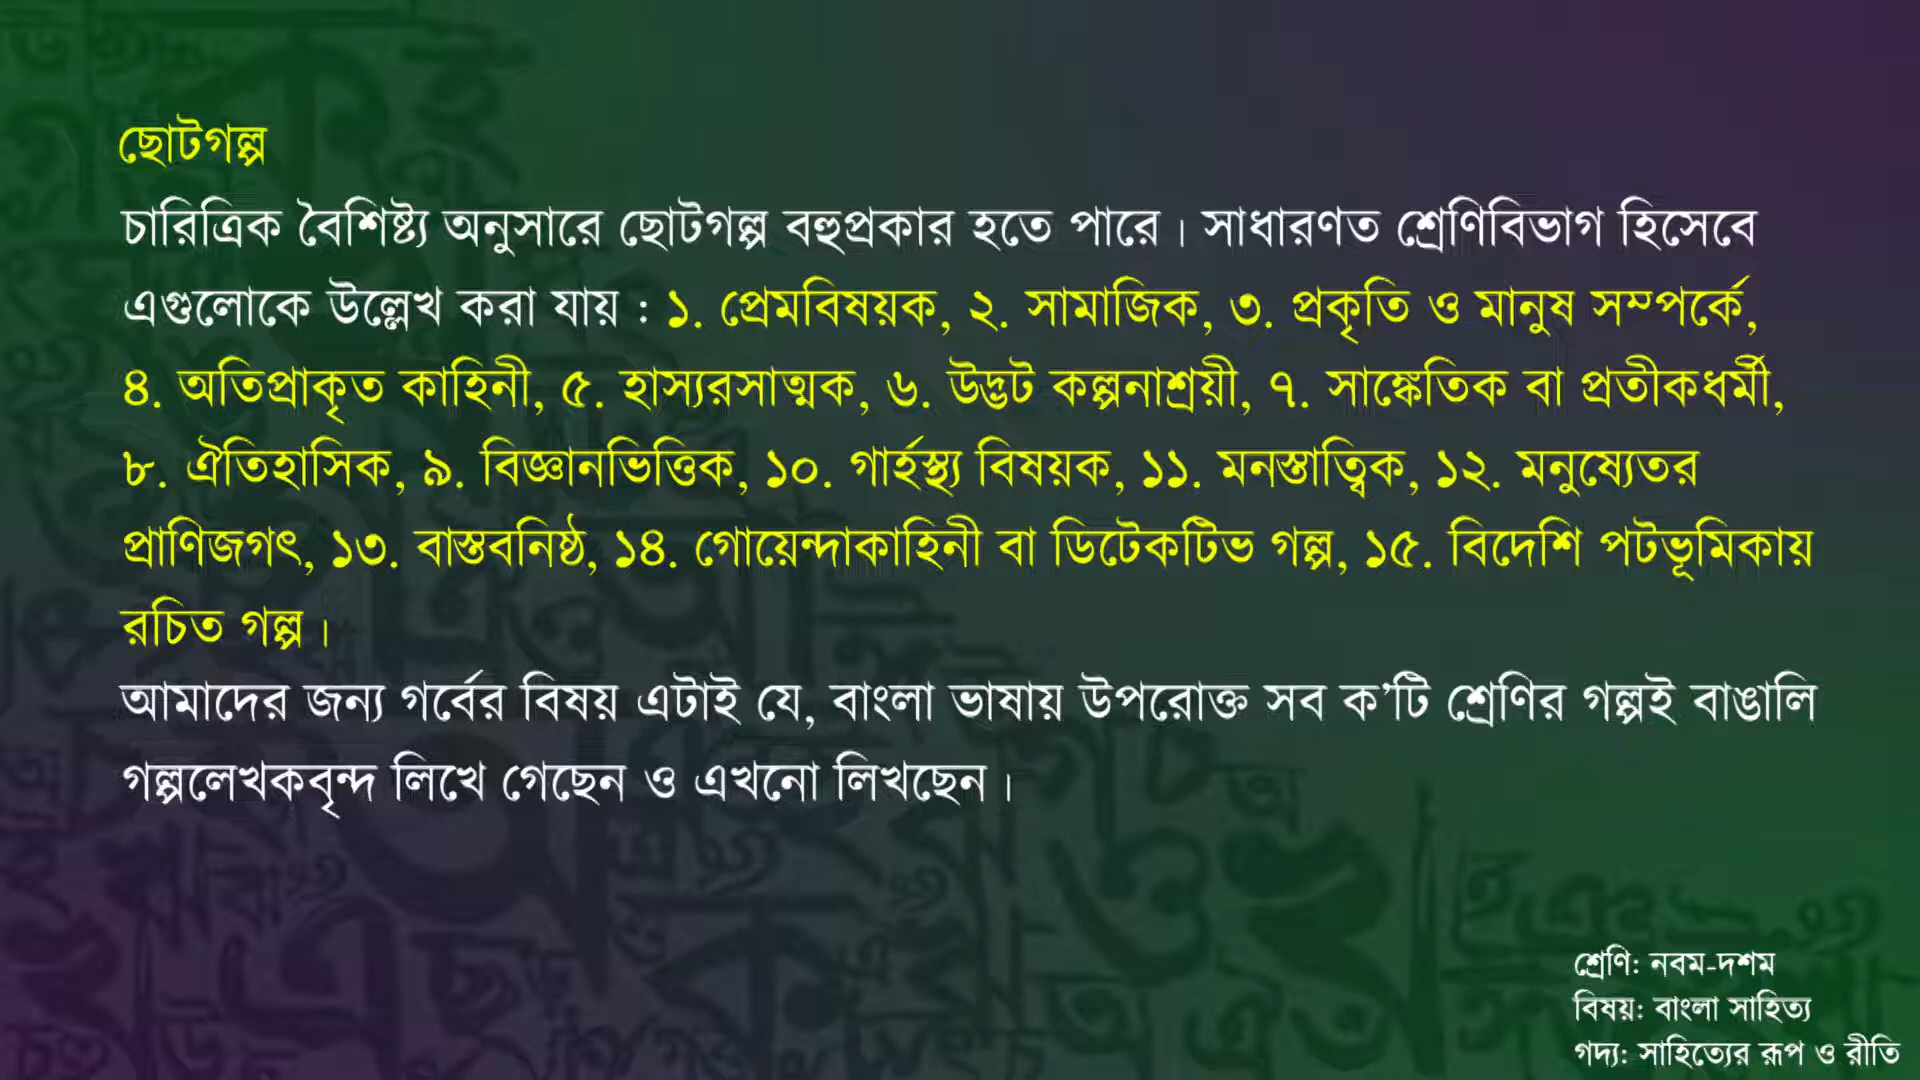 ছোটগল্প
চারিত্রিক বৈশিষ্ট্য অনুসারে ছোটগল্প বহুপ্রকার হতে পারে। সাধারণত শ্রেণিবিভাগ হিসেবে
এগুলোকে উল্লেখ করা যায় : ১. প্রেমবিষয়ক, ২. সামাজিক, ৩. প্রকৃতি ও মানুষ সম্পর্কে,
৪. অতিপ্রাকৃত কাহিনী, ৫. হাস্যরসাত্মক, ৬. উদ্ভট কল্পনাশ্রয়ী, ৭. সাঙ্কেতিক বা প্রতীকধর্মী,
৮. ঐতিহাসিক, ৯. বিজ্ঞানভিত্তিক, ১০. গার্হস্থ্য বিষয়ক, ১১. মনস্তাত্ত্বিক, ১২. মনুষ্যেতর
প্রাণিজগৎ, ১৩. বাস্তবনিষ্ঠ, ১৪. গোয়েন্দাকাহিনী বা ডিটেকটিভ গল্প, ১৫. বিদেশি পটভূমিকায়
রচিত গল্প।
আমাদের জন্য গর্বের বিষয় এটাই যে, বাংলা ভাষায় উপরোক্ত সব ক’টি শ্রেণির গল্পই বাঙালি
গল্পলেখকবৃন্দ লিখে গেছেন ও এখনো লিখছেন।
শ্রেণি: নবম-দশম
বিষয়: বাংলা সাহিত্য
গদ্য: সাহিত্যের রূপ ও রীতি